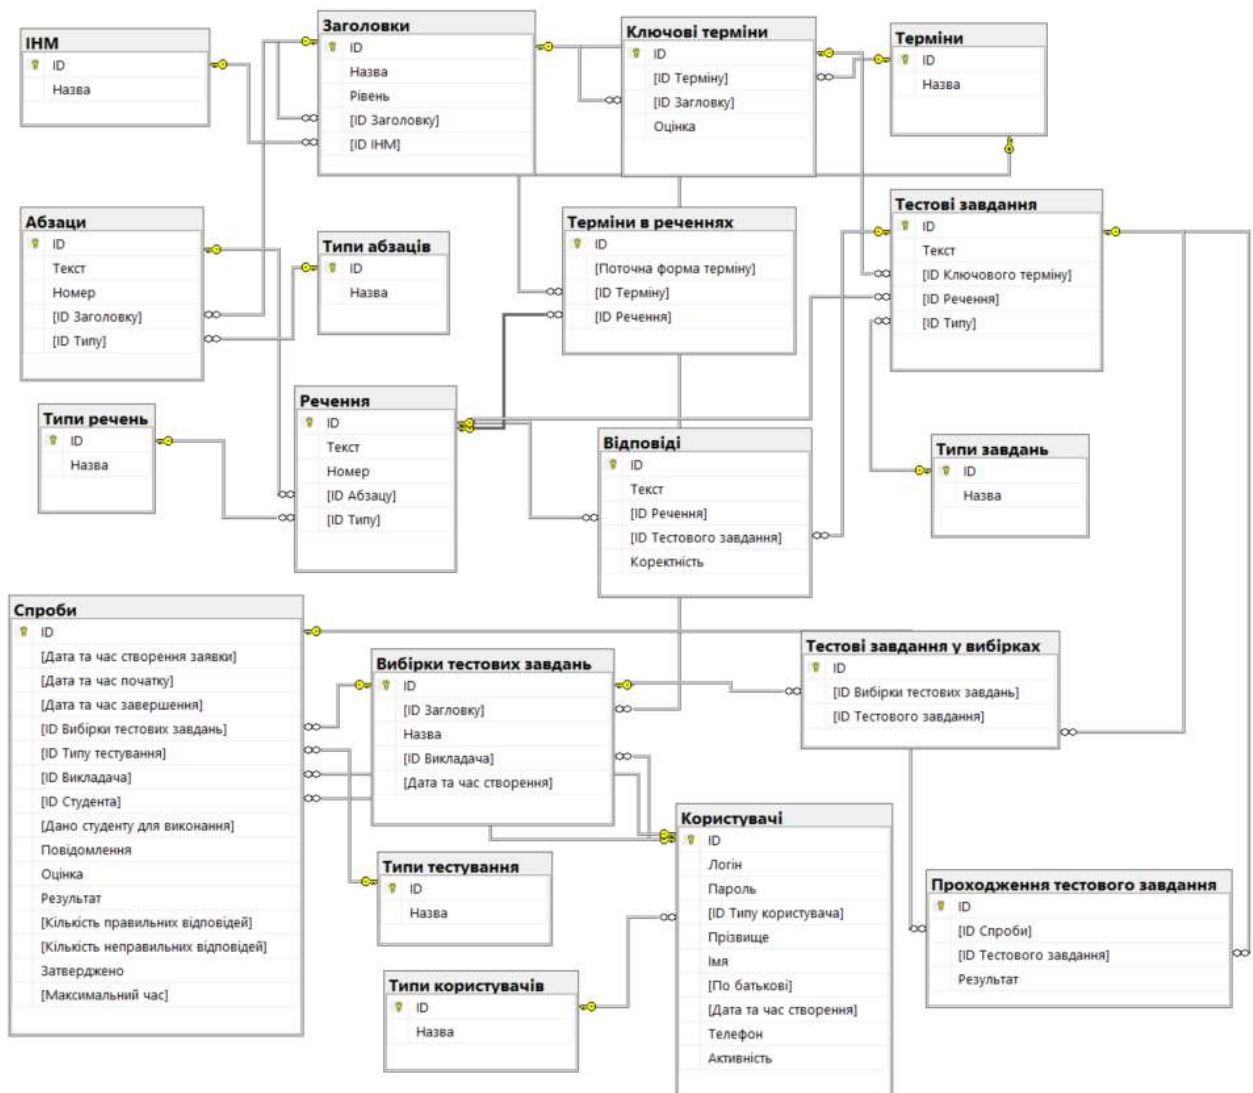 ІНМ
ID
Назва
Заголовки
ID
Назва
Рівень
[ID Заголовку]
[ID ІНМ]
Ключові терміни
ID
[ID Терміну]
[ID Загловку]
Оцінка
Терміни
ID
Назва
Абзаци
ID
Текст
Номер
[ID Заголовку]
[ID Типу]
Типи абзаців
ID
Назва
Терміни в реченнях
ID
[Поточна форма терміну]
[ID Терміну]
[ID Речення]
Тестові завдання
ID
Текст
[ID Ключового терміну]
[ID Речення]
[ID Типу]
Типи речень
ID
Назва
Речення
ID
Текст
Номер
[ID Абзацу]
[ID Типу]
Відповіді
ID
Текст
[ID Речення]
[ID Тестового завдання]
Коректність
Типи завдань
ID
Назва
Спроби
ID
[Дата та час створення заявки]
[Дата та час початку]
[Дата та час завершення]
[ID Вибірки тестових завдань]
[ID Типу тестування]
[ID Викладача]
[ID Студента]
[Дано студенту для виконання]
Повідомлення
Оцінка
Результат
[Кількість правильних відповідей]
[Кількість неправильних відповідей]
Затверджено
[Максимальний час]
Вибірки тестових завдань
ID
[ID Загловку]
Назва
[ID Викладача]
[Дата та час створення]
Тестові завдання у вибірках
ID
[ID Вибірки тестових завдань]
[ID Тестового завдання]
Типи тестування
ID
Назва
Користувачі
ID
Логін
Пароль
[ID Типу користувача]
Прізвище
Імя
[По батькові]
[Дата та час створення]
Телефон
Активність
Проходження тестового завдання
ID
[ID Спроби]
[ID Тестового завдання]
Результат
Типи користувачів
ID
Назва